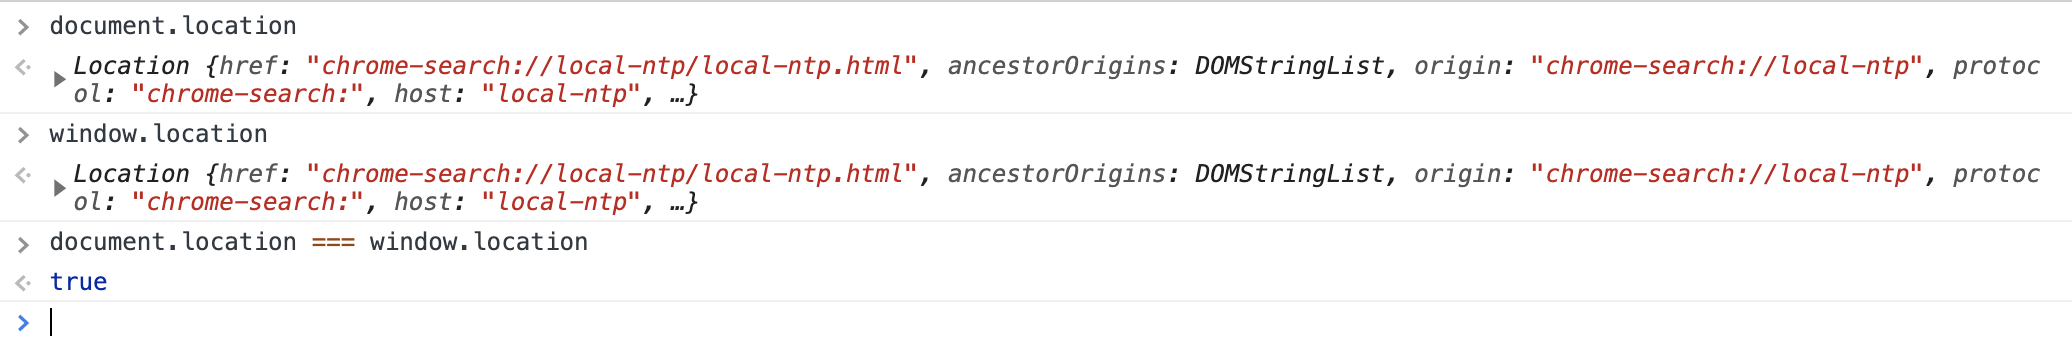 document.location
Location {href: "chrome-search://local-ntp/local-ntp.html", ancestorOrigins: DOMStringList, origin: "chrome-search://local-ntp", protoc
ol: "chrome-search:", host: "local-ntp", …}
window.location
Location {href: "chrome-search://local-ntp/local-ntp.html", ancestorOrigins: DOMStringList, origin: "chrome-search://local-ntp", protoc
ol: "chrome-search:", host: "local-ntp", …}
document.location === window.location
true